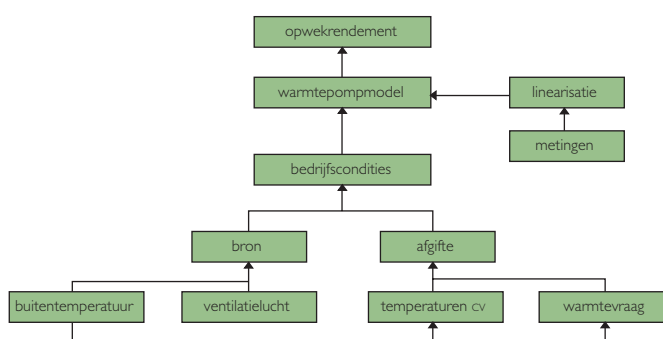 opwekrendement
warmtepompmodel
linearisatie
metingen
bedrijfscondities
bron
afgifte
buitentemperatuur
ventilatielucht
temperaturen CV
warmtevraag